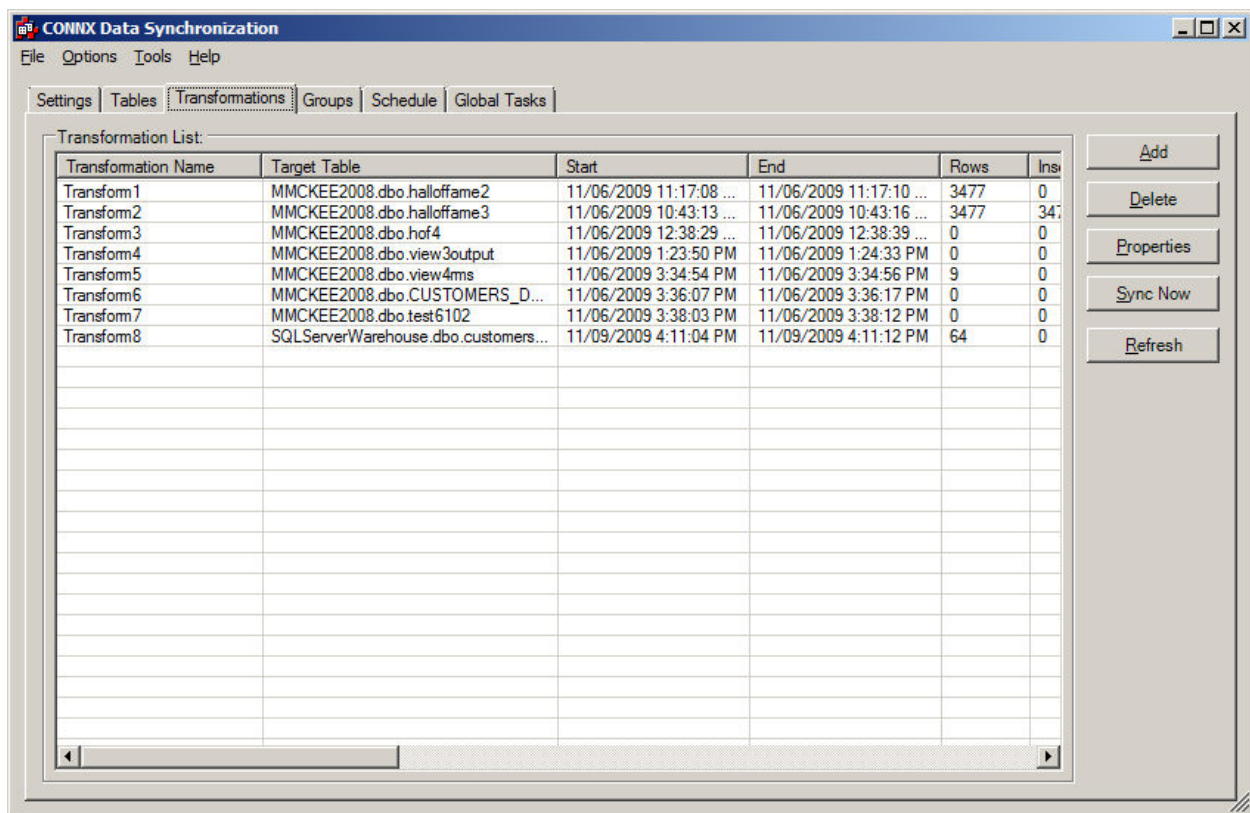 CONNX Data Synchronization
File Options Tools Help
Settings Tables Transformations Groups Schedule Global Tasks
Transformation List:
Transformation Name Target Table Start End Rows
Transform1 MMCKEE2008.dbo.halloffame2 11/06/2009 11:17:08 ... 11/06/2009 11:17:10 ... 3477 0
Transform2 MMCKEE2008.dbo.halloffame3 11/06/2009 10:43:13 ... 11/06/2009 10:43:16 ... 3477 347
Transform3 MMCKEE2008.dbo.hof4 11/06/2009 12:38:29 ... 11/06/2009 12:38:39 ... 0 0
Transform4 MMCKEE2008.dbo.view3output 11/06/2009 1:23:50 PM 11/06/2009 1:24:33 PM 0 0
Transform5 MMCKEE2008.dbo.view4ms 11/06/2009 3:34:54 PM 11/06/2009 3:34:56 PM 9 0
Transform6 MMCKEE2008.dbo.CUSTOMERS_D... 11/06/2009 3:36:07 PM 11/06/2009 3:36:17 PM 0 0
Transform7 MMCKEE2008.dbo.test6102 11/06/2009 3:38:03 PM 11/06/2009 3:38:12 PM 0 0
Transform8 SQLServerWarehouse.dbo.customers... 11/09/2009 4:11:04 PM 11/09/2009 4:11:12 PM 64 0
Add
Delete
Properties
Sync Now
Refresh